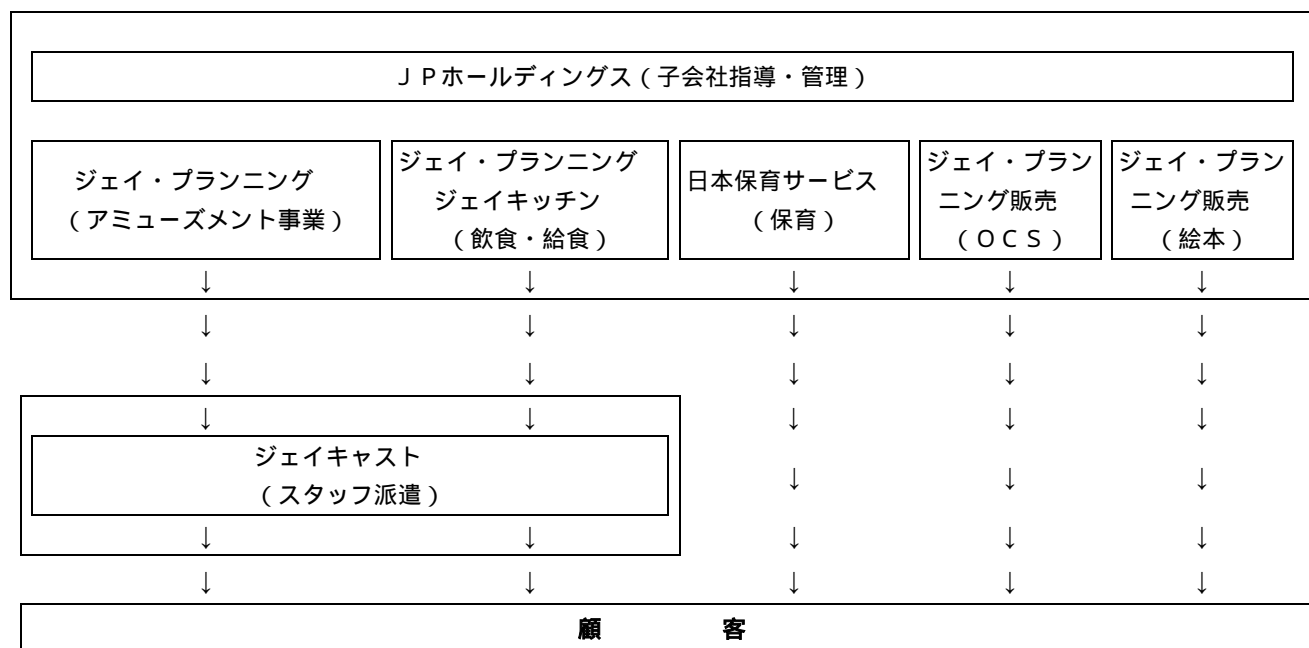 ＪＰホールディングス（子会社指導・管理）
ジェイ・プランニング
（アミューズメント事業）
ジェイ・プランニング
ジェイキッチン
（飲食・給食）
日本保育サービス
（保育）
ジェイ・プラン
ニング販売
（ＯＣＳ）
ジェイ・プラン
ニング販売
（絵本）
↓ ↓ ↓ ↓ ↓
↓ ↓ ↓ ↓ ↓
↓ ↓ ↓ ↓ ↓
↓ ↓ ↓ ↓ ↓
ジェイキャスト
（スタッフ派遣）
↓ ↓ ↓
↓ ↓ ↓ ↓ ↓
↓ ↓ ↓ ↓ ↓
顧　客